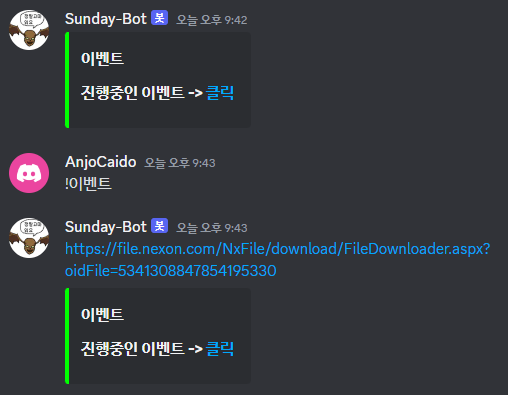 Sunday-Bot 봇 오늘 오후 9:42
이벤트
진행중인 이벤트 -> 클릭
AnjoCaido 오늘 오후 9:43
!이벤트
Sunday-Bot 봇 오늘 오후 9:43
https://file.nexon.com/NxFile/download/FileDownloader.aspx?
oidFile=5341308847854195330
이벤트
진행중인 이벤트 -> 클릭